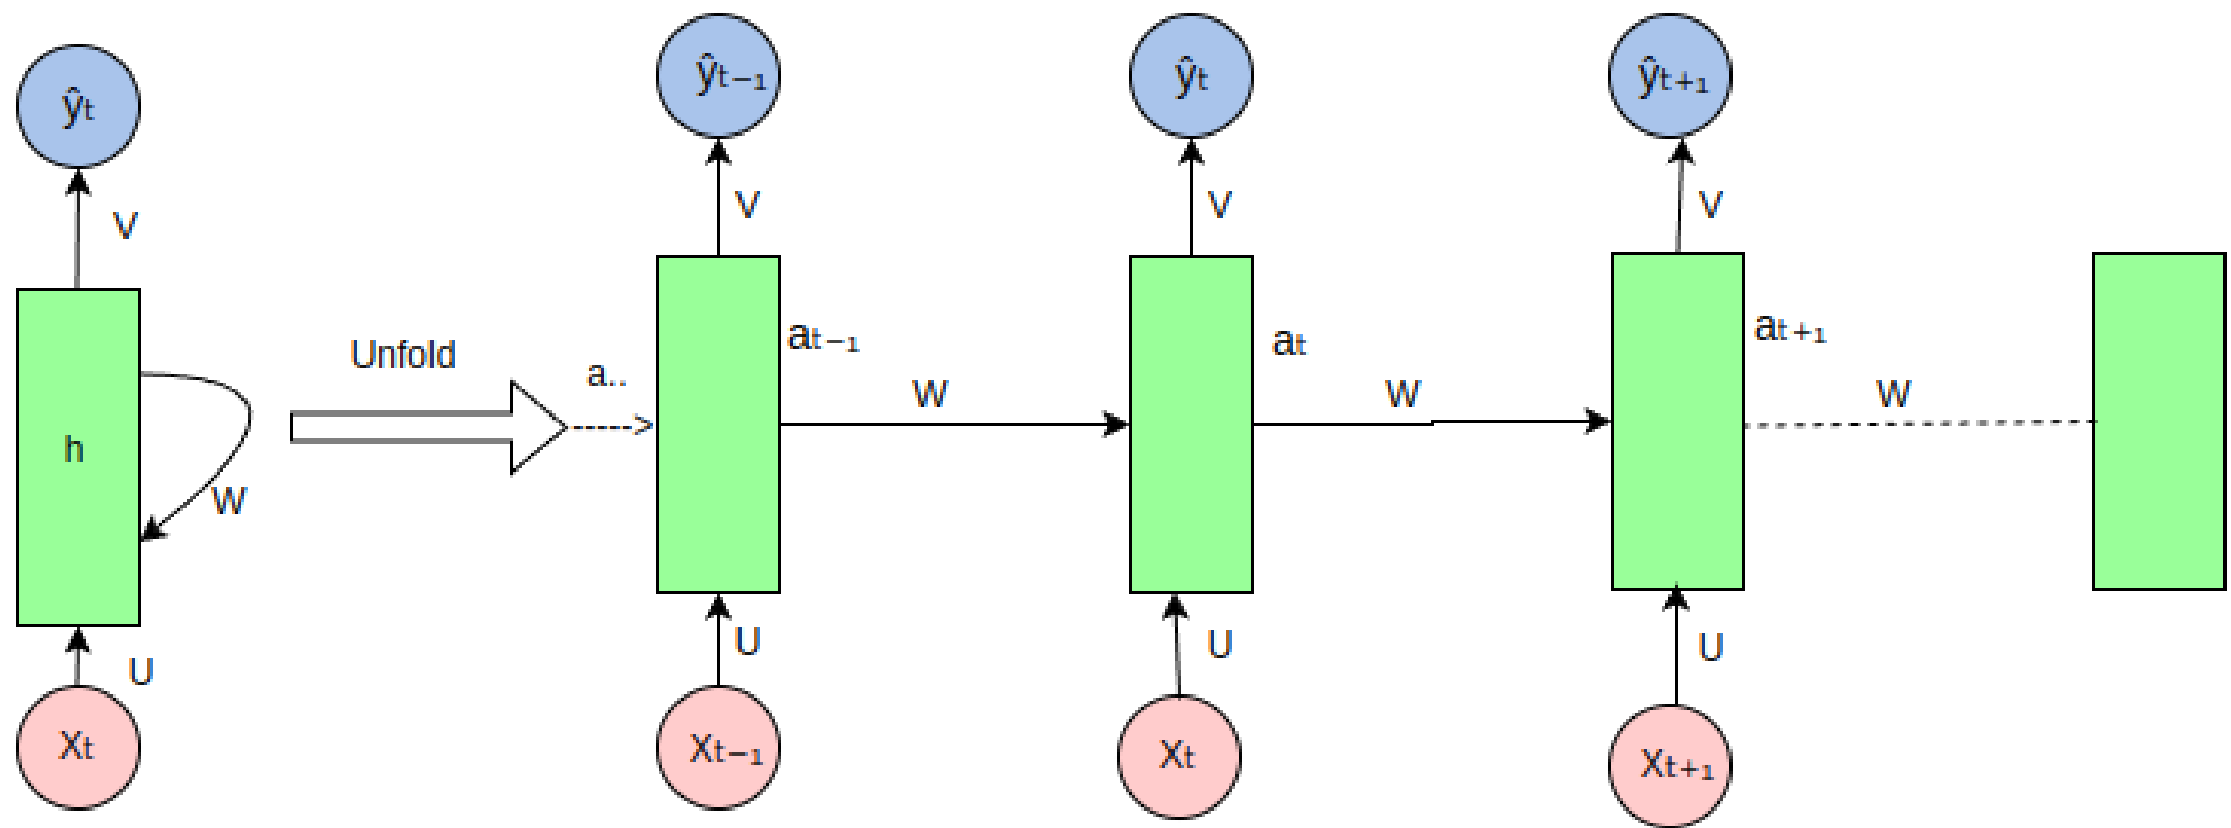 ŷt
V
h
W
U
Xt
Unfold
a..
ŷt−1
V
at−1
W
U
Xt−1
ŷt
V
at
W
U
Xt
ŷt+1
V
at+1
W
U
Xt+1